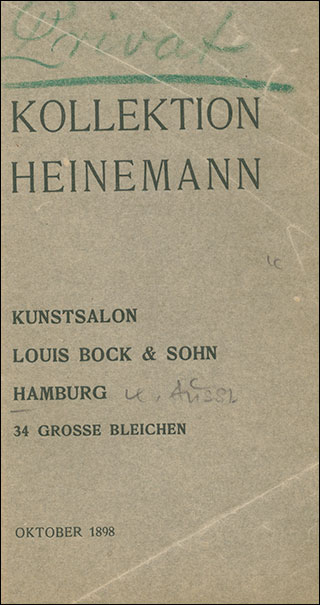 Privat
KOLLEKTION
HEINEMANN
KUNSTSALON
LOUIS BOCK & SOHN
HAMBURG
34 GROSSE BLEICHEN
OKTOBER 1898